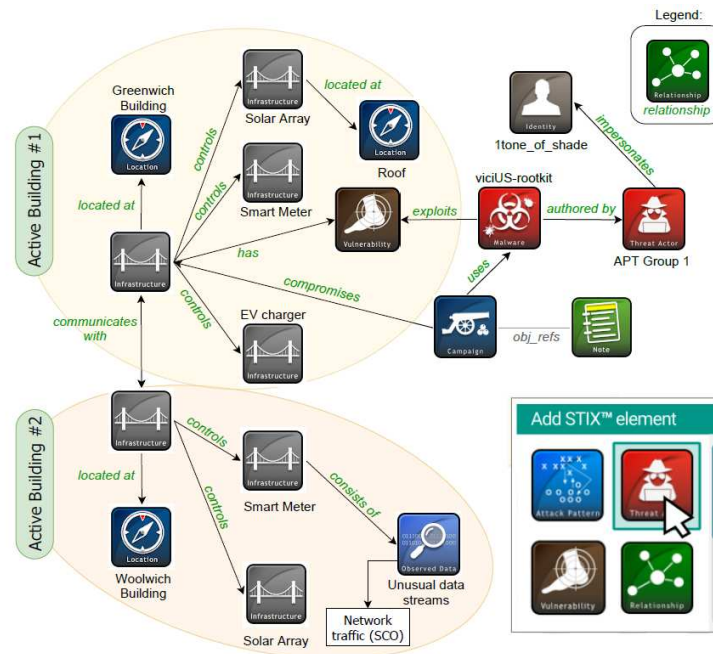 Legend:
Relationship
relationship
Active Building #1
Greenwich
Building
Location
located at
Infrastructure
controls
Infrastructure
Solar Array
located at
Location
Roof
controls
Infrastructure
Smart Meter
has
Vulnerability
controls
EV charger
Infrastructure
compromises
exploits
viciUS-rootkit
Malware
authored by
Threat Actor
APT Group 1
impersonates
Identity
1tone_of_shade
uses
Campaign
obj_refs
Note
communicates
with
Active Building #2
Infrastructure
located at
Location
Woolwich
Building
controls
Infrastructure
Smart Meter
consists of
Observed Data
Unusual data
streams
Network
traffic (SCO)
controls
Infrastructure
Solar Array
Add STIX™ element
Attack Pattern
Threat
Vulnerability
Relationship